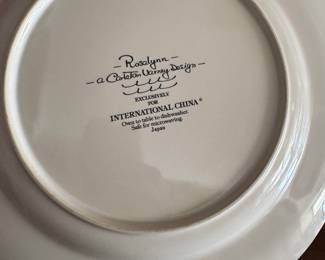 - Rosalynn -
- a Carleton Varney Design -
EXCLUSIVELY
FOR
INTERNATIONAL CHINA®
Oven to table to dishwasher.
Safe for microwaving.
Japan